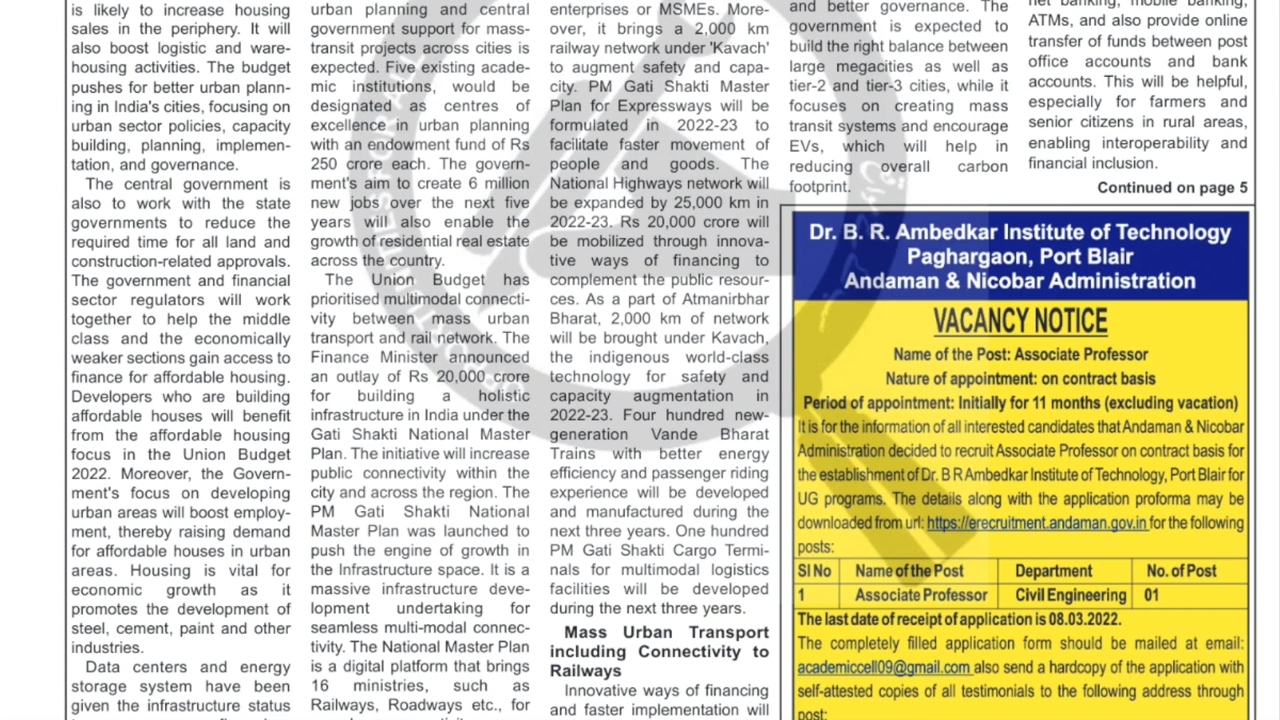 is likely to increase housing
sales in the periphery. It will
also boost logistic and ware-
housing activities. The budget
pushes for better urban plann-
ing in India's cities, focusing on
urban sector policies, capacity
building, planning, implemen-
tation, and governance.
The central government is
also to work with the state
governments to reduce the
required time for all land and
construction-related approvals.
The government and financial
sector regulators will work
together to help the middle
class and the economically
weaker sections gain access to
finance for affordable housing.
Developers who are building
affordable houses will benefit
from the affordable housing
focus in the Union Budget
2022. Moreover, the Govern-
ment's focus on developing
urban areas will boost employ-
ment, thereby raising demand
for affordable houses in urban
areas. Housing is vital for
economic growth as it
promotes the development of
steel, cement, paint and other
industries.
Data centers and energy
storage system have been
given the infrastructure status
urban planning and central
government support for mass-
transit projects across cities is
expected. Five existing acade-
mic institutions, would be
designated as centres of
excellence in urban planning
with an endowment fund of Rs
250 crore each. The govern-
ment's aim to create 6 million
new jobs over the next five
years will also enable the
growth of residential real estate
across the country.
The Union Budget has
prioritised multimodal connecti-
vity between mass urban
transport and rail network. The
Finance Minister announced
an outlay of Rs 20,000 crore
for building a holistic
infrastructure in India under the
Gati Shakti National Master
Plan. The initiative will increase
public connectivity within the
city and across the region. The
PM Gati Shakti National
Master Plan was launched to
push the engine of growth in
the Infrastructure space. It is a
massive infrastructure deve-
lopment undertaking for
seamless multi-modal connec-
tivity. The National Master Plan
is a digital platform that brings
16 ministries, such as
Railways, Roadways etc., for
enterprises or MSMEs. More-
over, it brings a 2,000 km
railway network under 'Kavach'
to augment safety and capa-
city. PM Gati Shakti Master
Plan for Expressways will be
formulated in 2022-23 to
facilitate faster movement of
people and goods. The
National Highways network will
be expanded by 25,000 km in
2022-23. Rs 20,000 crore will
be mobilized through innova-
tive ways of financing to
complement the public resour-
ces. As a part of Atmanirbhar
Bharat, 2,000 km of network
will be brought under Kavach,
the indigenous world-class
technology for safety and
capacity augmentation in
2022-23. Four hundred new-
generation Vande Bharat
Trains with better energy
efficiency and passenger riding
experience will be developed
and manufactured during the
next three years. One hundred
PM Gati Shakti Cargo Termi-
nals for multimodal logistics
facilities will be developed
during the next three years.
Mass Urban Transport
including Connectivity to
Railways
Innovative ways of financing
and faster implementation will
and better governance. The
government is expected to
build the right balance between
large megacities as well as
tier-2 and tier-3 cities, while it
focuses on creating mass
transit systems and encourage
EVs, which will help in
reducing overall carbon
footprint.
net banking, mobile banking,
ATMs, and also provide online
transfer of funds between post
office accounts and bank
accounts. This will be helpful,
especially for farmers and
senior citizens in rural areas,
enabling interoperability and
financial inclusion.
Continued on page 5
Dr. B. R. Ambedkar Institute of Technology
Paghargaon, Port Blair
Andaman & Nicobar Administration
VACANCY NOTICE
Name of the Post: Associate Professor
Nature of appointment: on contract basis
Period of appointment: Initially for 11 months (excluding vacation)
It is for the information of all interested candidates that Andaman & Nicobar
Administration decided to recruit Associate Professor on contract basis for
the establishment of Dr. B R Ambedkar Institute of Technology, Port Blair for
UG programs. The details along with the application proforma may be
downloaded from url: https://erecruitment.andaman.gov.in for the following
posts:
Sl No Name of the Post Department No. of Post
1 Associate Professor Civil Engineering 01
The last date of receipt of application is 08.03.2022.
The completely filled application form should be mailed at email:
academiccell09@gmail.com also send a hardcopy of the application with
self-attested copies of all testimonials to the following address through
post: